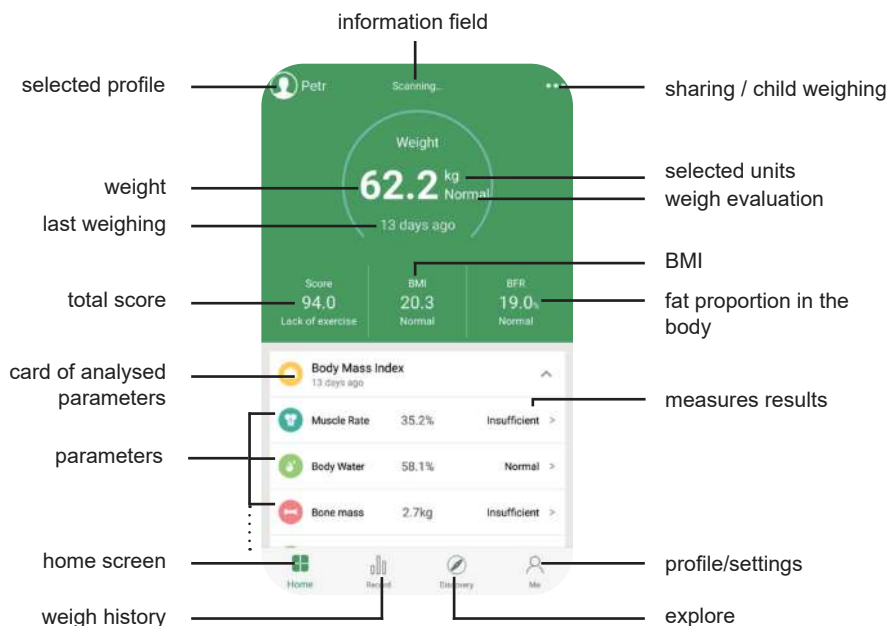 information field
selected profile
Petr
Scanning...
sharing / child weighing
Weight
weight
62.2
kg
Normal
selected units
weigh evaluation
last weighing
13 days ago
BMI
total score
Score
94.0
Lack of exercise
BMI
20.3
Normal
BFR
19.0%
Normal
fat proportion in the
body
card of analysed
parameters
Body Mass Index
13 days ago
measures results
Muscle Rate 35.2% Insufficient >
parameters
Body Water 58.1% Normal >
Bone mass 2.7kg Insufficient >
home screen
profile/settings
Home
Record
Discovery
Me
weigh history
explore